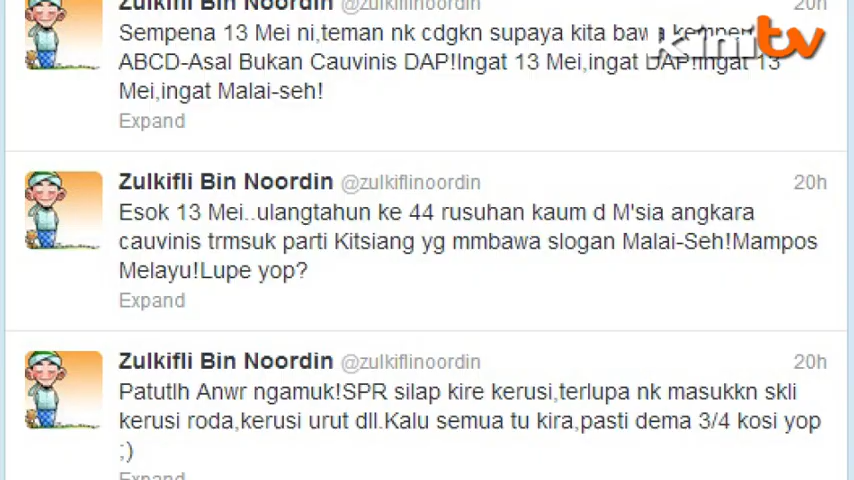 Zulkifli Bin Noordin @zulkiflinoordin 20h
Sempena 13 Mei ni,teman nk cdgkn supaya kita bawa
ABCD-Asal Bukan Cauvinis DAP!Ingat 13 Mei,ingat DAP!Ingat 13
Mei,ingat Malai-seh!
Expand
kinitv
Zulkifli Bin Noordin @zulkiflinoordin 20h
Esok 13 Mei..ulangtahun ke 44 rusuhan kaum d M'sia angkara
cauvinis trmsuk parti Kitsiang yg mmbawa slogan Malai-Seh!Mampos
Melayu!Lupe yop?
Expand
Zulkifli Bin Noordin @zulkiflinoordin 20h
Patutlh Anwr ngamuk!SPR silap kire kerusi,terlupa nk masukkn skli
kerusi roda,kerusi urut dll.Kalu semua tu kira,pasti dema 3/4 kosi yop
;)
Expand